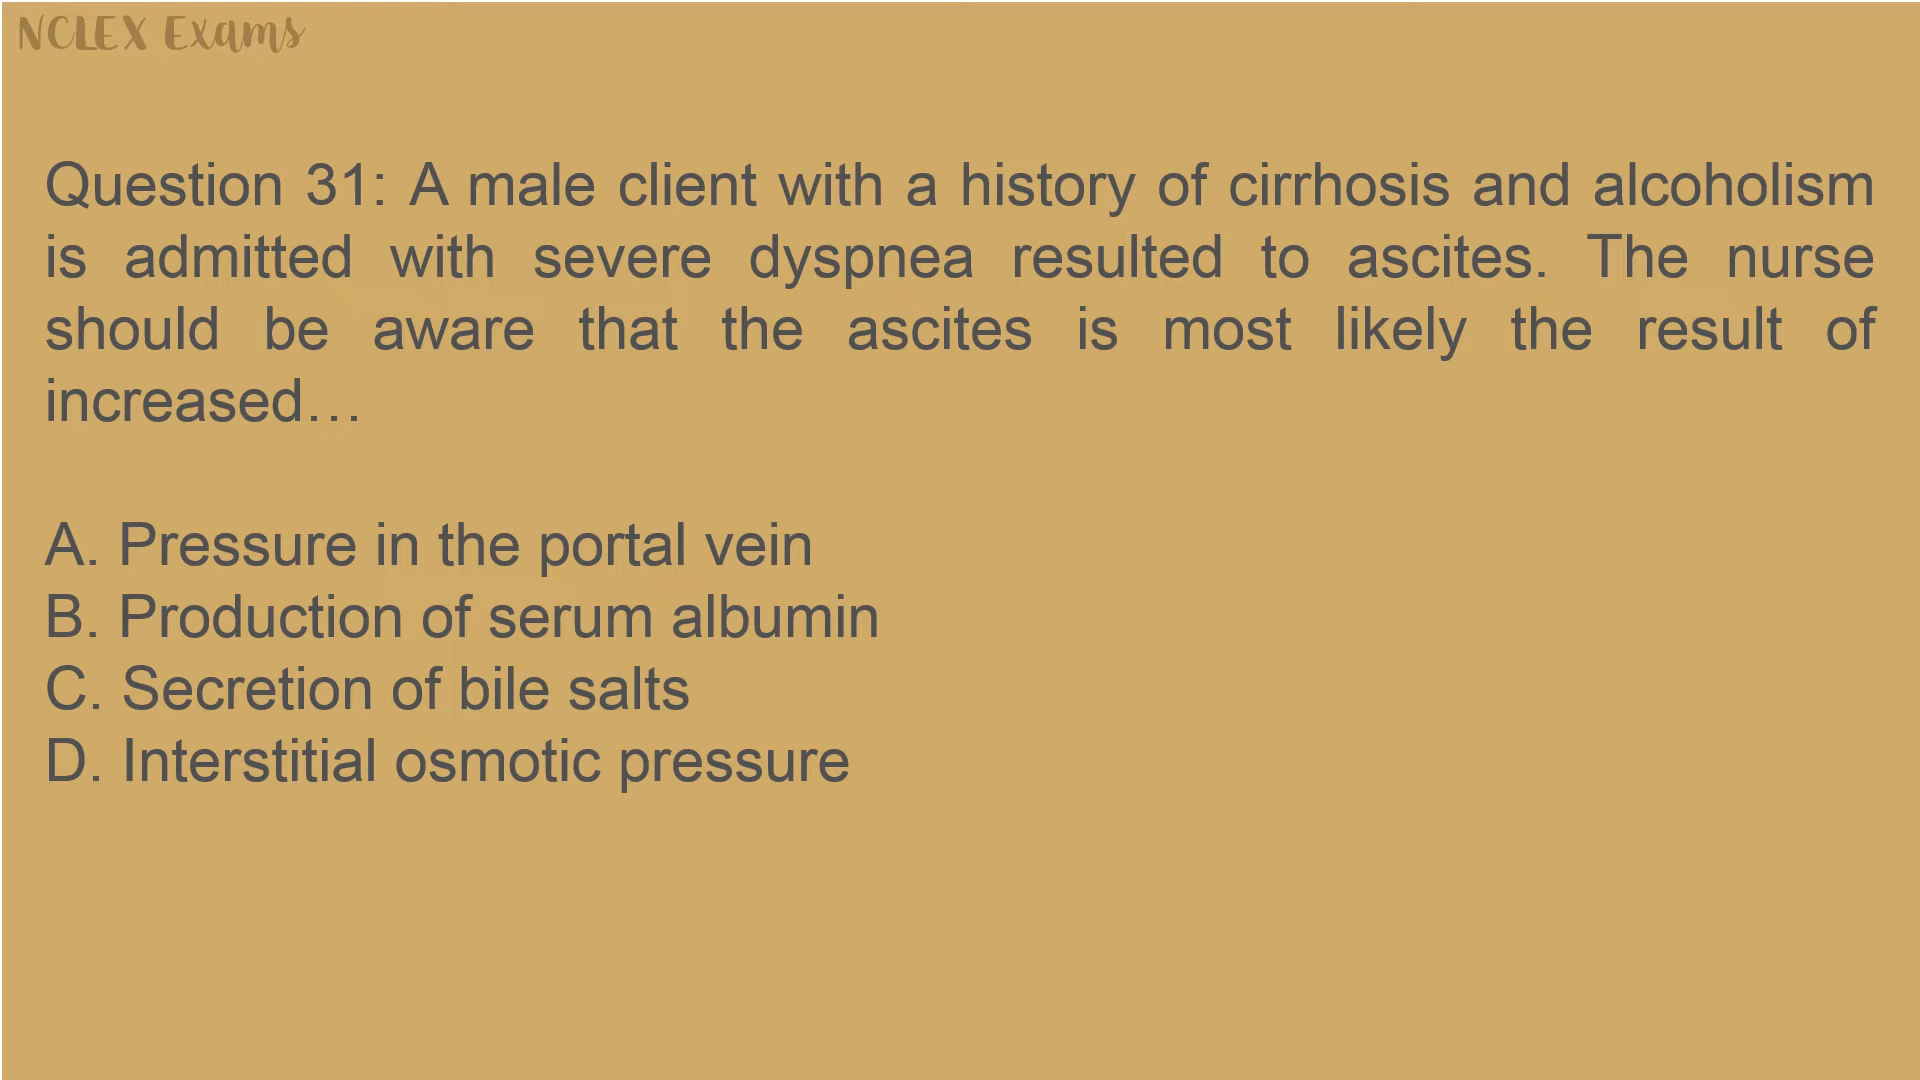 NCLEX Exams
Question 31: A male client with a history of cirrhosis and alcoholism
is admitted with severe dyspnea resulted to ascites. The nurse
should be aware that the ascites is most likely the result of
increased…
A. Pressure in the portal vein
B. Production of serum albumin
C. Secretion of bile salts
D. Interstitial osmotic pressure